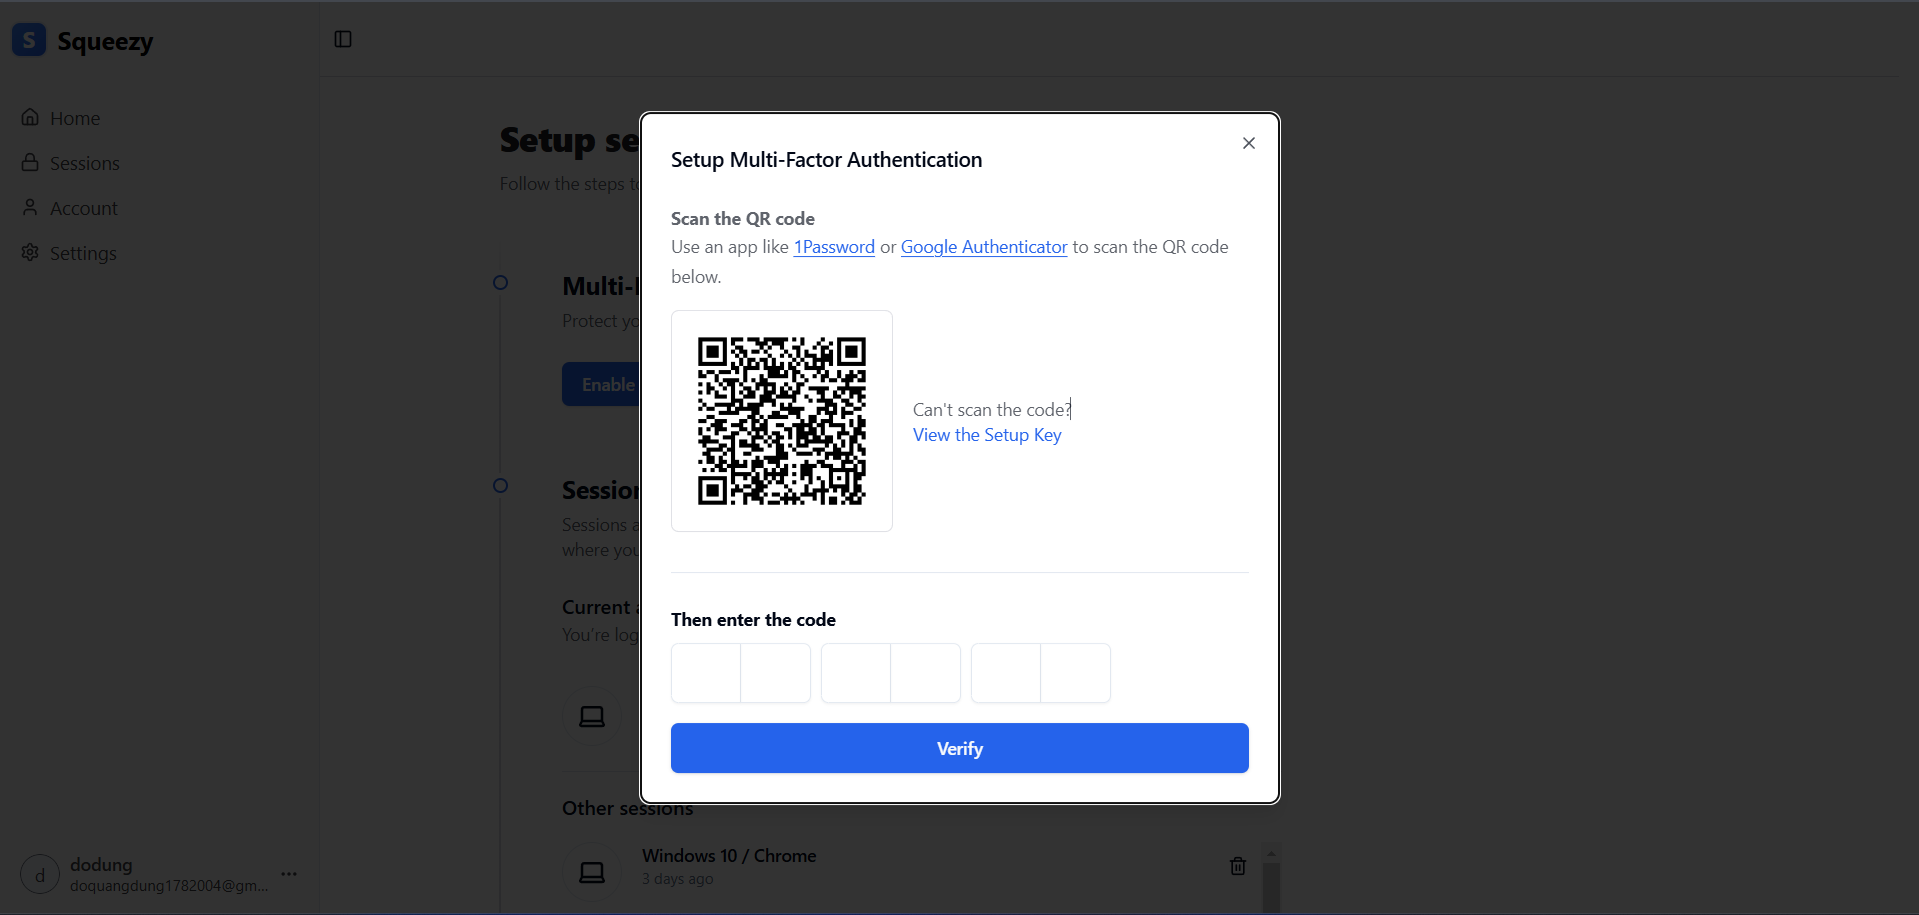 S Squeezy
Home
Sessions
Account
Settings
Setup se
Follow the steps to
Multi-
Protect yo
Enable
Session
Sessions a
where you
Current a
You're log
Other sessions
Windows 10 / Chrome
3 days ago
d
dodung
doquangdung1782004@gm...
Setup Multi-Factor Authentication
Scan the QR code
Use an app like 1Password or Google Authenticator to scan the QR code
below.
Can't scan the code?
View the Setup Key
Then enter the code
Verify